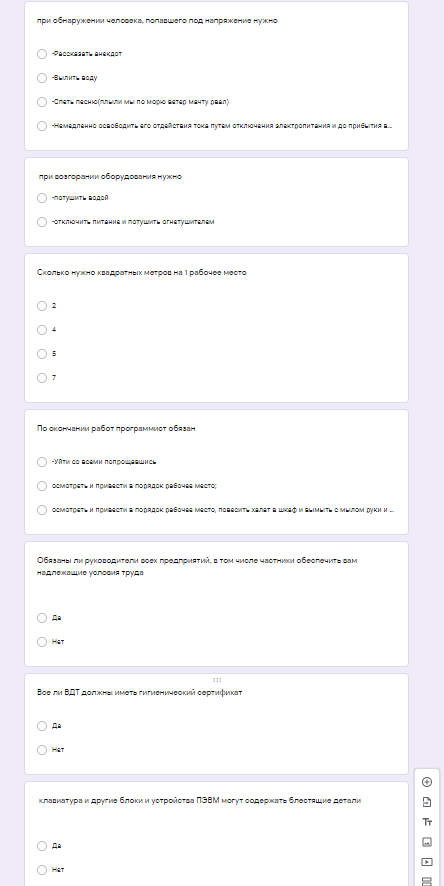 при обнаружении человека, попавшего под напряжение нужно
-Рассказать анекдот
-Вылить воду
-Спеть песню(плыли мы по морю ветер мачту рвал)
-Немедленно освободить его отдействия тока путем отключения электропитания и до прибытия в...
при возгорании оборудования нужно
-потушить водой
-отключить питание и потушить огнетушителем
Сколько нужно квадратных метров на 1 рабочее место
2
4
5
7
По окончании работ программист обязан
-Уйти со всеми попрощавшись
осмотреть и привести в порядок рабочее место;
осмотреть и привести в порядок рабочее место, повесить халат в шкаф и вымыть с мылом руки и ...
Обязаны ли руководители всех предприятий, в том числе частники обеспечить вам
надлежащие условия труда
Да
Нет
Все ли ВДТ должны иметь гигиенический сертификат
Да
Нет
клавиатура и другие блоки и устройства ПЭВМ могут содержать блестящие детали
Да
Нет
Тт